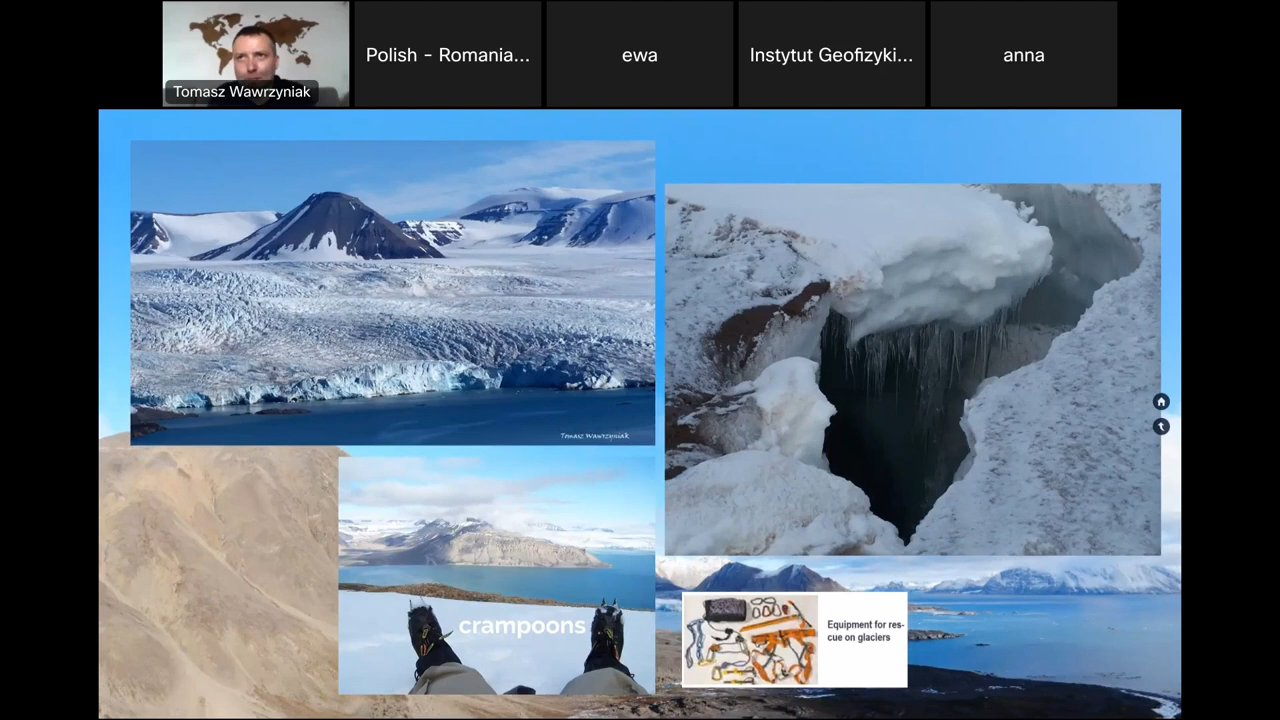 Tomasz Wawrzyniak
Polish - Romania...
ewa
Instytut Geofizyki...
anna
Tomasz Wawrzyniak
crampoons
Equipment for res-
cue on glaciers